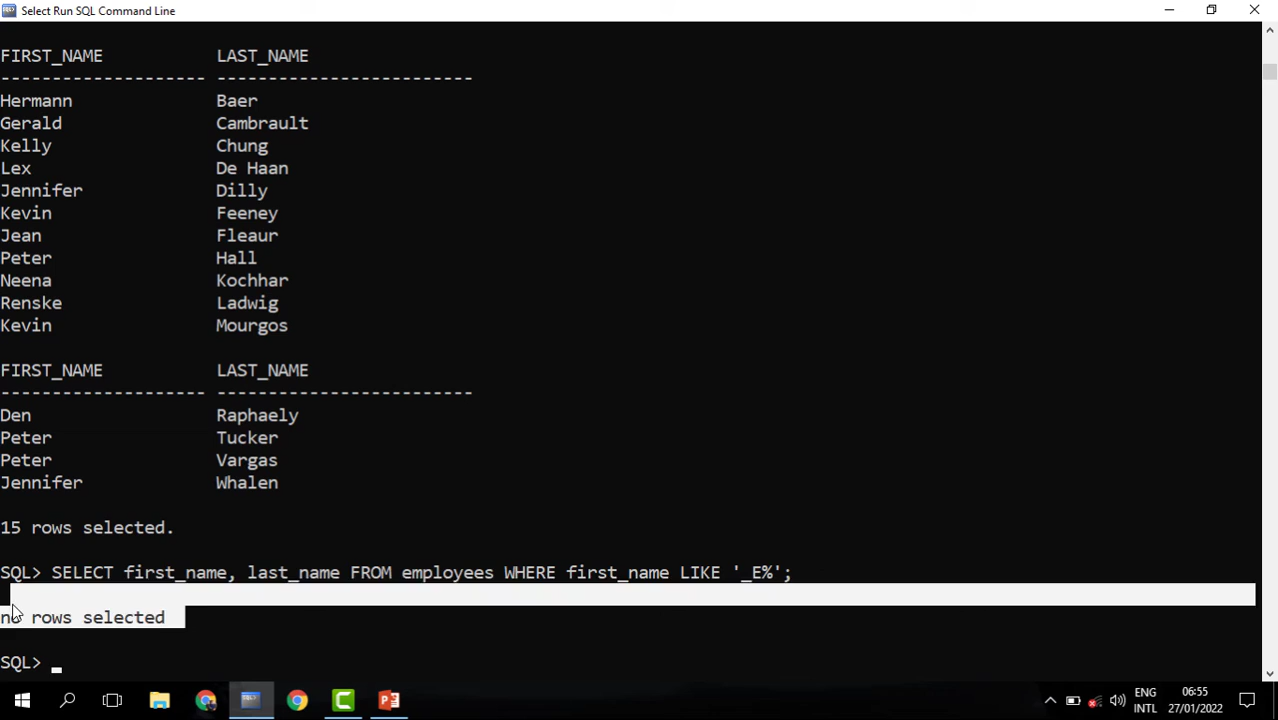 Select Run SQL Command Line
FIRST_NAME LAST_NAME
-------------------- -------------------------
Hermann Baer
Gerald Cambrault
Kelly Chung
Lex De Haan
Jennifer Dilly
Kevin Feeney
Jean Fleaur
Peter Hall
Neena Kochhar
Renske Ladwig
Kevin Mourgos
FIRST_NAME LAST_NAME
-------------------- -------------------------
Den Raphaely
Peter Tucker
Peter Vargas
Jennifer Whalen
15 rows selected.
SQL> SELECT first_name, last_name FROM employees WHERE first_name LIKE '_E%';
no rows selected
SQL> _
ENG 06:55
INTL 27/01/2022